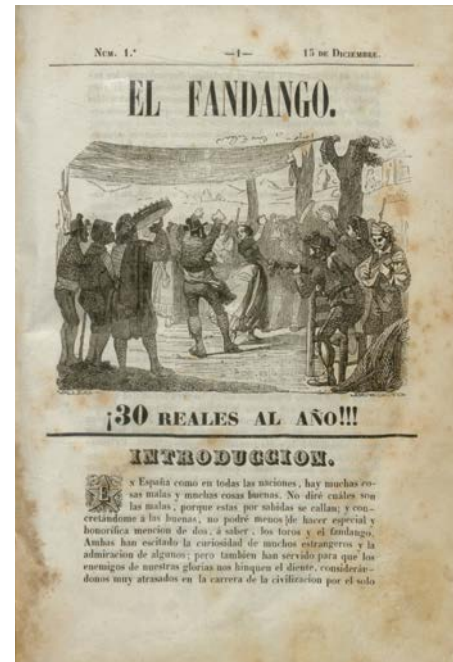 Núm. 1.º —1— 15 de Diciembre.
EL FANDANGO.
¡30 REALES AL AÑO!!!
INTRODUCCION.
En España como en todas las naciones, hay muchas co-
sas malas y muchas cosas buenas. No diré cuáles son
las malas, porque estas por sabidas se callan; y con-
cretándome á las buenas, no podré menos de hacer especial y
honorífica mencion de dos, á saber, los toros y el fandango.
Ambas han escitado la curiosidad de muchos estrangeros y la
admiracion de algunos; pero tambien han servido para que los
enemigos de nuestras glorias nos hinquen el diente, considerán-
donos muy atrasados en la carrera de la civilizacion por el solo